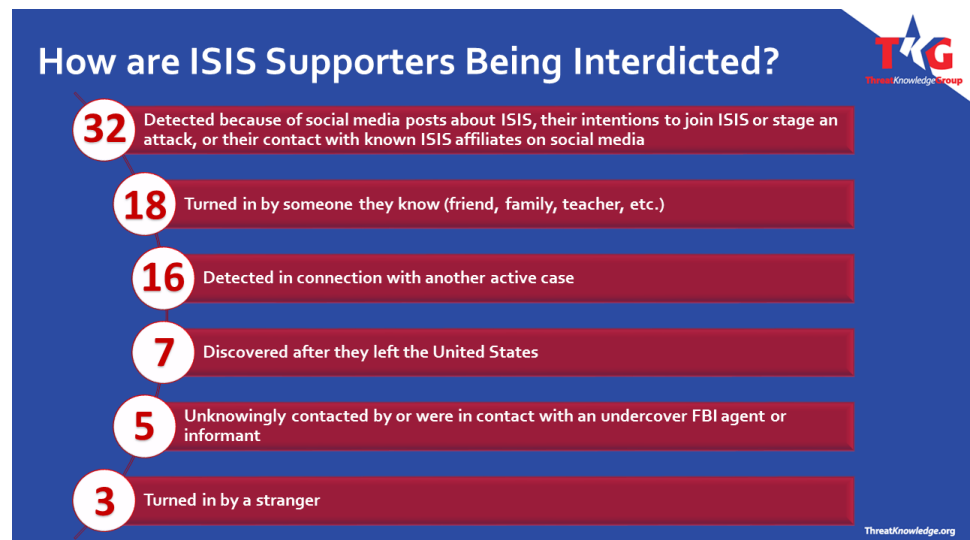 How are ISIS Supporters Being Interdicted?
TKG
ThreatKnowledgeGroup
32
Detected because of social media posts about ISIS, their intentions to join ISIS or stage an
attack, or their contact with known ISIS affiliates on social media
18
Turned in by someone they know (friend, family, teacher, etc.)
16
Detected in connection with another active case
7
Discovered after they left the United States
5
Unknowingly contacted by or were in contact with an undercover FBI agent or
informant
3
Turned in by a stranger
ThreatKnowledge.org